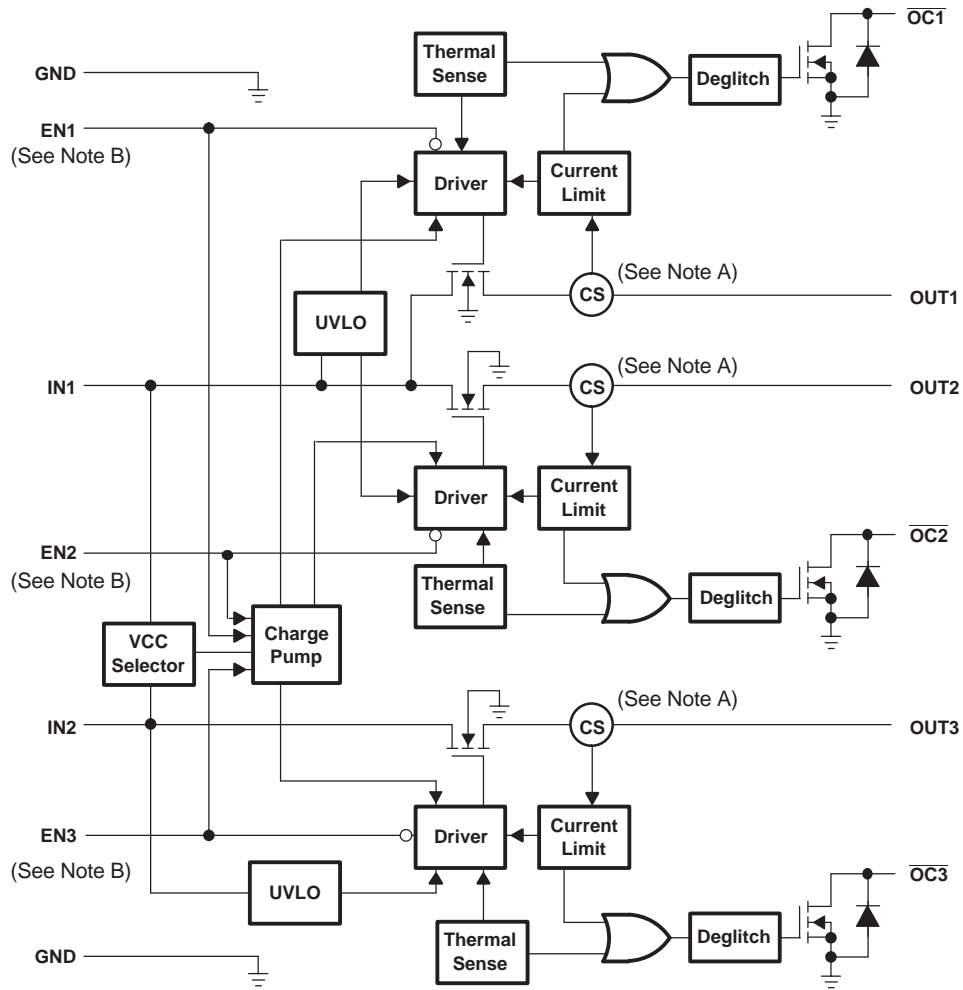 OC1
Thermal
Sense
GND
Deglitch
EN1
(See Note B)
Driver
Current
Limit
(See Note A)
CS
OUT1
UVLO
(See Note A)
IN1
CS
OUT2
Driver
Current
Limit
OC2
EN2
(See Note B)
Thermal
Sense
Deglitch
VCC
Selector
Charge
Pump
(See Note A)
IN2
CS
OUT3
EN3
Driver
Current
Limit
(See Note B)
OC3
UVLO
Thermal
Sense
Deglitch
GND